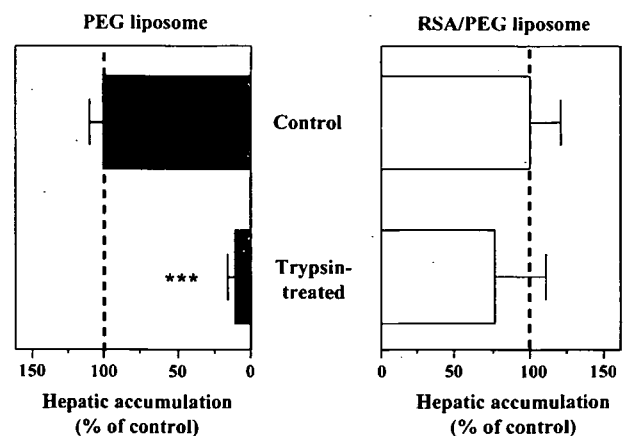 PEG liposome
RSA/PEG liposome
Control
***
Trypsin-
treated
150 100 50 0
0 50 100 150
Hepatic accumulation
(% of control)
Hepatic accumulation
(% of control)